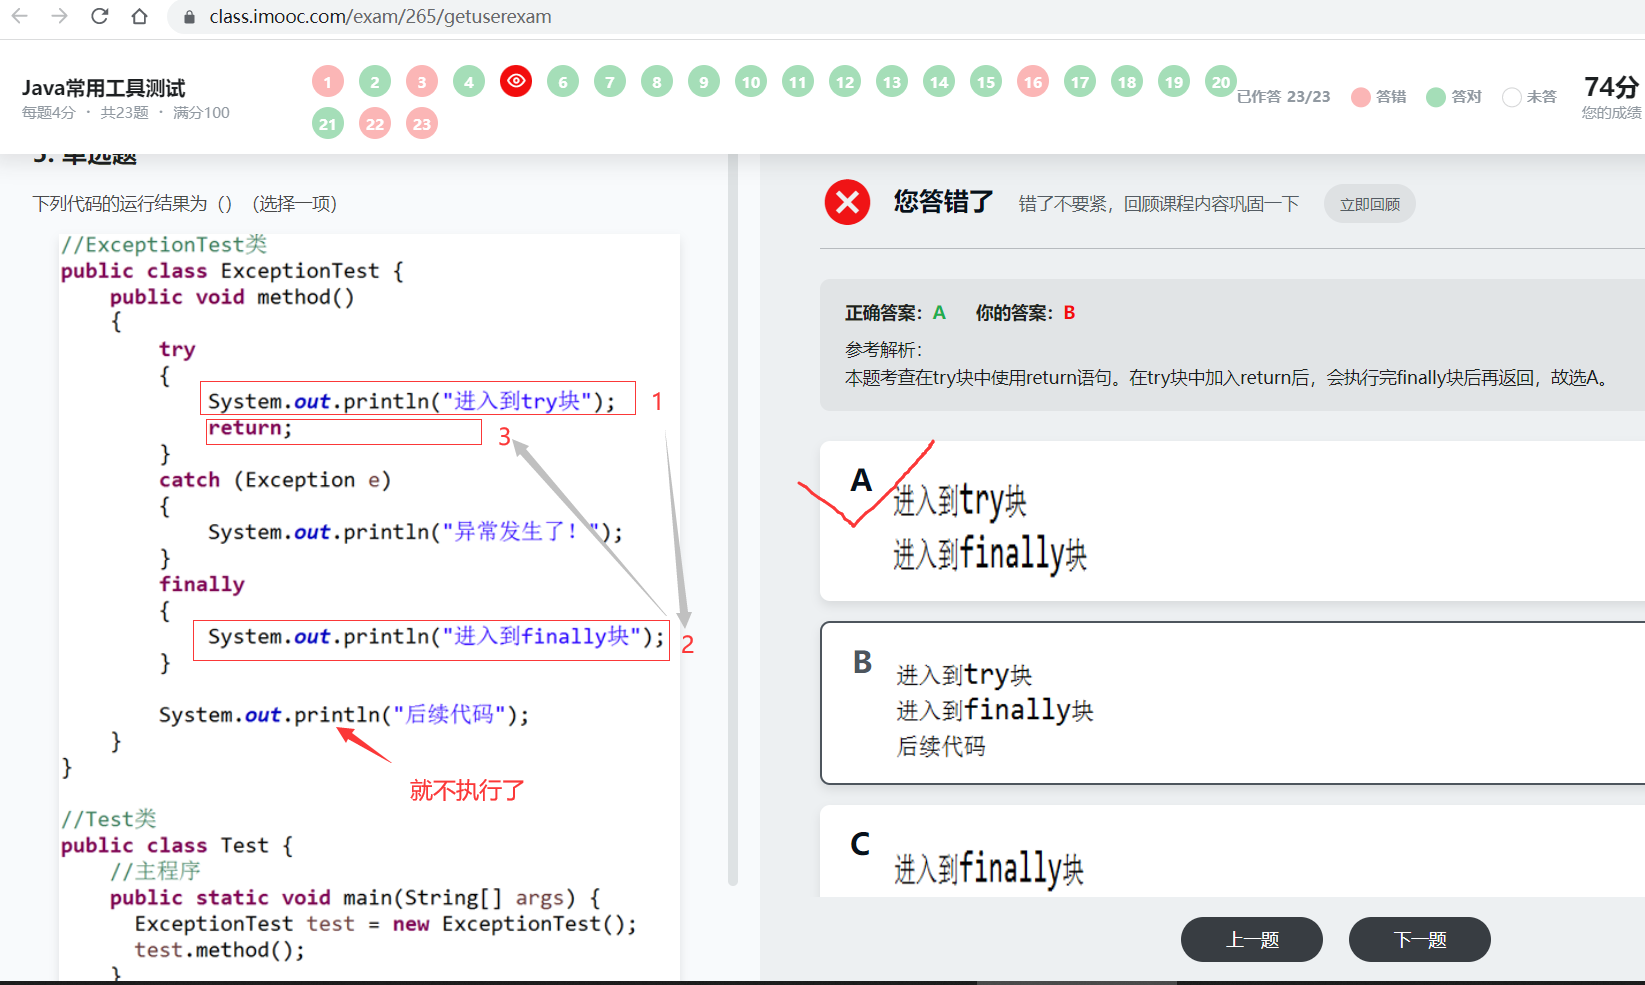 class.imooc.com/exam/265/getuserexam
Java常用工具测试
每题4分 · 共23题 · 满分100
1 2 3 4 6 7 8 9 10 11 12 13 14 15 16 17 18 19 20
21 22 23
已作答 23/23 答错 答对 未答
74分
您的成绩
5. 单选题
下列代码的运行结果为（）（选择一项）
//ExceptionTest类
public class ExceptionTest {
public void method()
{
try
{
System.out.println("进入到try块"); 1
return; 3
}
catch (Exception e)
{
System.out.println("异常发生了！");
}
finally
{
System.out.println("进入到finally块"); 2
}
System.out.println("后续代码");
}
}
就不执行了
//Test类
public class Test {
//主程序
public static void main(String[] args) {
ExceptionTest test = new ExceptionTest();
test.method();
}
您答错了 错了不要紧，回顾课程内容巩固一下 立即回顾
正确答案：A 你的答案：B
参考解析：
本题考查在try块中使用return语句。在try块中加入return后，会执行完finally块后再返回，故选A。
A
进入到try块
进入到finally块
B
进入到try块
进入到finally块
后续代码
C
进入到finally块
上一题 下一题